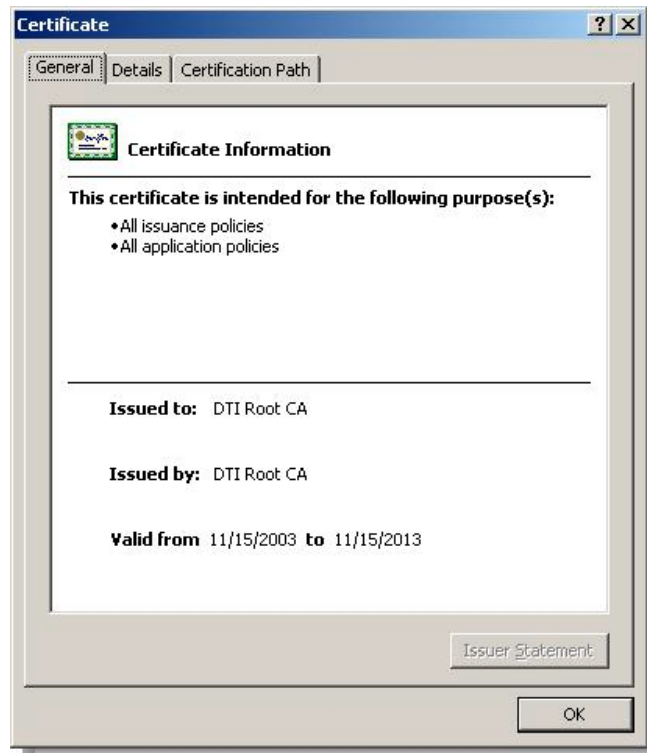 Certificate
General Details Certification Path
Certificate Information
This certificate is intended for the following purpose(s):
•All issuance policies
•All application policies
Issued to: DTI Root CA
Issued by: DTI Root CA
Valid from 11/15/2003 to 11/15/2013
Issuer Statement
OK